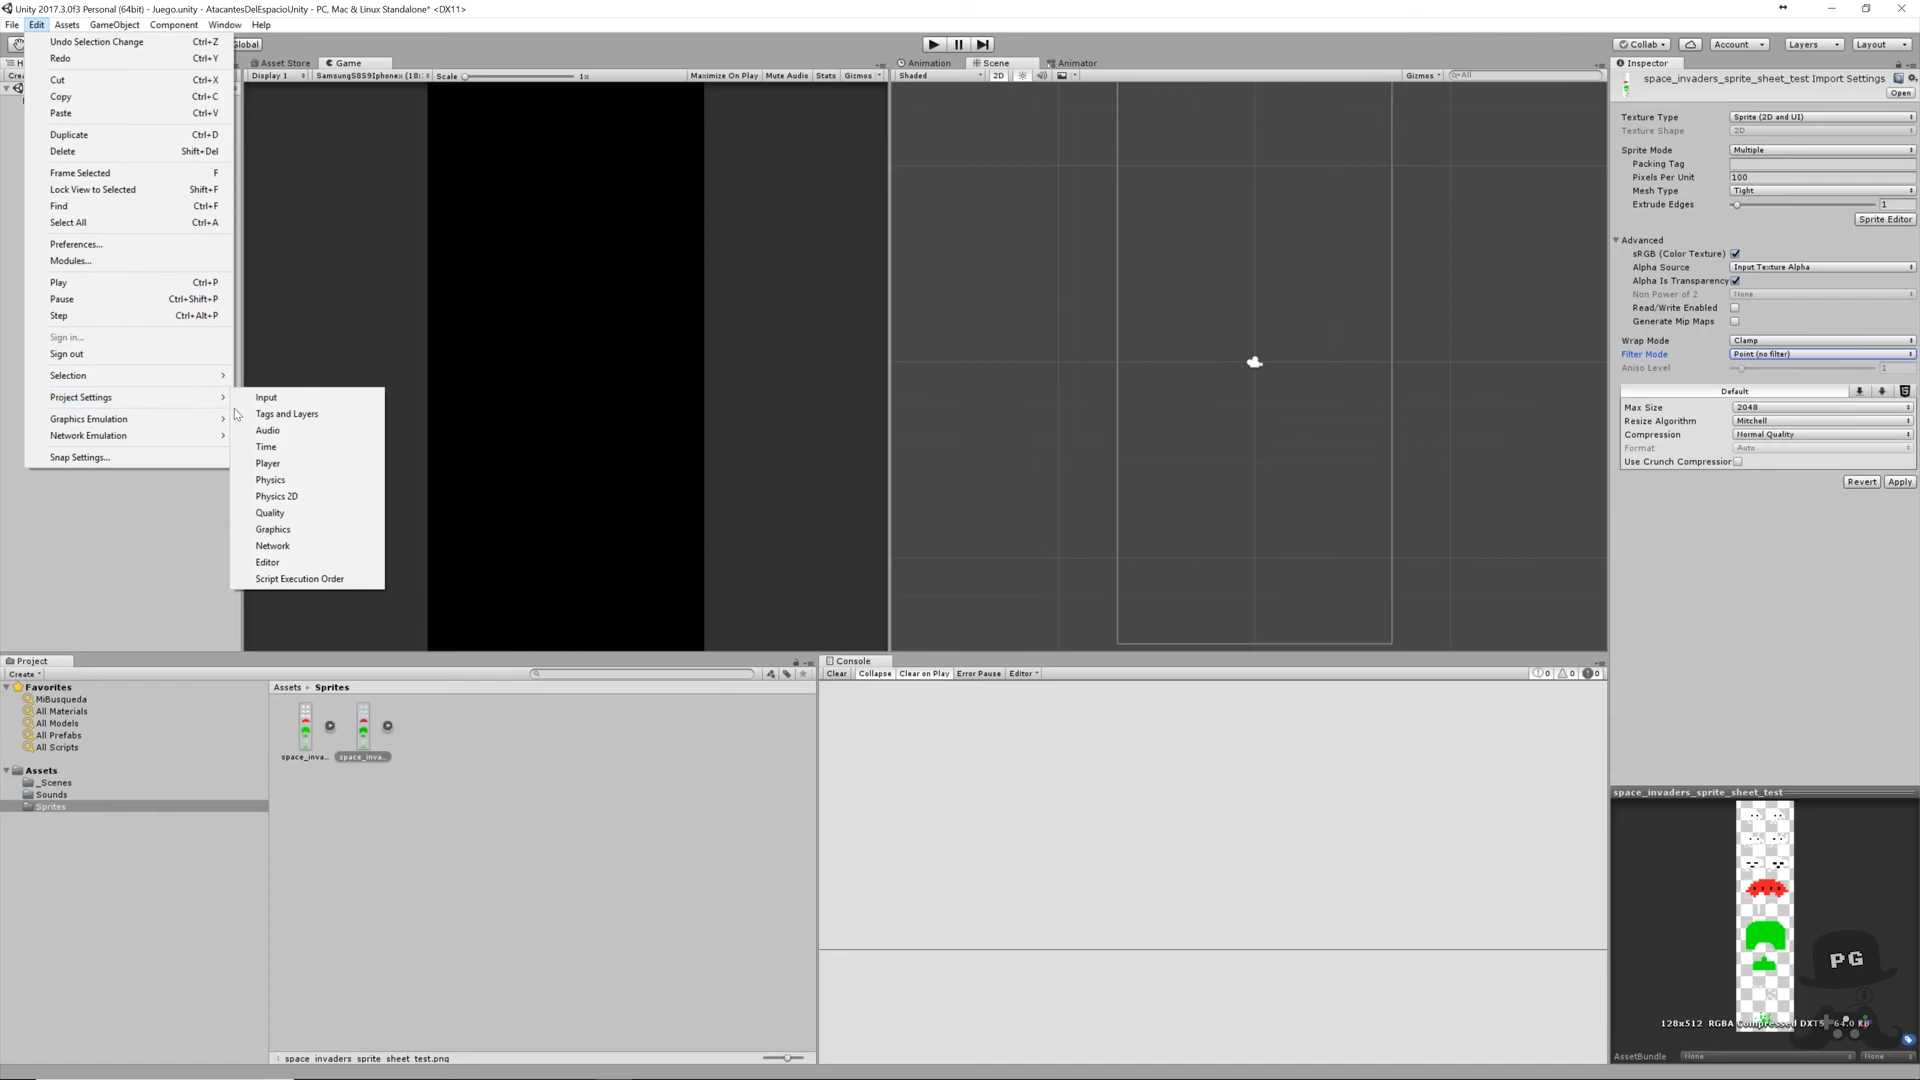 Unity 2017.3.0f3 Personal (64bit) - Juego.unity - AtacantesDelEspacioUnity - PC, Mac & Linux Standalone* <DX11>
File Edit Assets GameObject Component Window Help
Global
Collab Account Layers Layout
Undo Selection Change Ctrl+Z
Redo Ctrl+Y
Cut Ctrl+X
Copy Ctrl+C
Paste Ctrl+V
Duplicate Ctrl+D
Delete Shift+Del
Frame Selected F
Lock View to Selected Shift+F
Find Ctrl+F
Select All Ctrl+A
Preferences...
Modules...
Play Ctrl+P
Pause Ctrl+Shift+P
Step Ctrl+Alt+P
Sign in...
Sign out
Selection
Project Settings
Graphics Emulation
Network Emulation
Snap Settings...
Input
Tags and Layers
Audio
Time
Player
Physics
Physics 2D
Quality
Graphics
Network
Editor
Script Execution Order
Asset Store Game
Display 1 SamsungS8S9Iphonex (18: Scale 1x Maximize On Play Mute Audio Stats Gizmos
Animation Scene Animator
Shaded 2D Gizmos All
Inspector
space_invaders_sprite_sheet_test Import Settings
Open
Texture Type Sprite (2D and UI)
Texture Shape 2D
Sprite Mode Multiple
Packing Tag
Pixels Per Unit 100
Mesh Type Tight
Extrude Edges 1
Sprite Editor
Advanced
sRGB (Color Texture)
Alpha Source Input Texture Alpha
Alpha Is Transparency
Non Power of 2 None
Read/Write Enabled
Generate Mip Maps
Wrap Mode Clamp
Filter Mode Point (no filter)
Aniso Level 1
Default
Max Size 2048
Resize Algorithm Mitchell
Compression Normal Quality
Format Auto
Use Crunch Compression
Revert Apply
Project
Create
Favorites
MiBusqueda
All Materials
All Models
All Prefabs
All Scripts
Assets
_Scenes
Sounds
Sprites
Assets Sprites
space_inva... space_inva...
space_invaders_sprite_sheet_test.png
Console
Clear Collapse Clear on Play Error Pause Editor 0 0 0
space_invaders_sprite_sheet_test
PG
128x512 RGBA Compressed DXT5 64.0 KB
AssetBundle None None